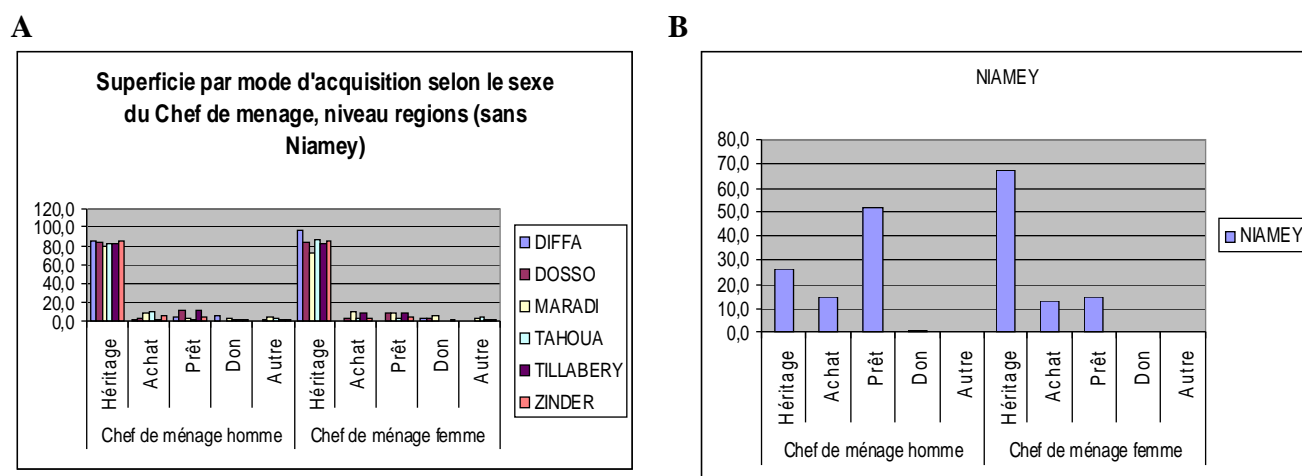 A
Superficie par mode d'acquisition selon le sexe
du Chef de menage, niveau regions (sans
Niamey)
120,0
100,0
80,0
60,0
40,0
20,0
0,0
Héritage
Achat
Prêt
Don
Autre
Héritage
Achat
Prêt
Don
Autre
Chef de ménage homme
Chef de ménage femme
DIFFA
DOSSO
MARADI
TAHOUA
TILLABERY
ZINDER
B
NIAMEY
80,0
70,0
60,0
50,0
40,0
30,0
20,0
10,0
0,0
Héritage
Achat
Prêt
Don
Autre
Héritage
Achat
Prêt
Don
Autre
Chef de ménage homme
Chef de ménage femme
NIAMEY